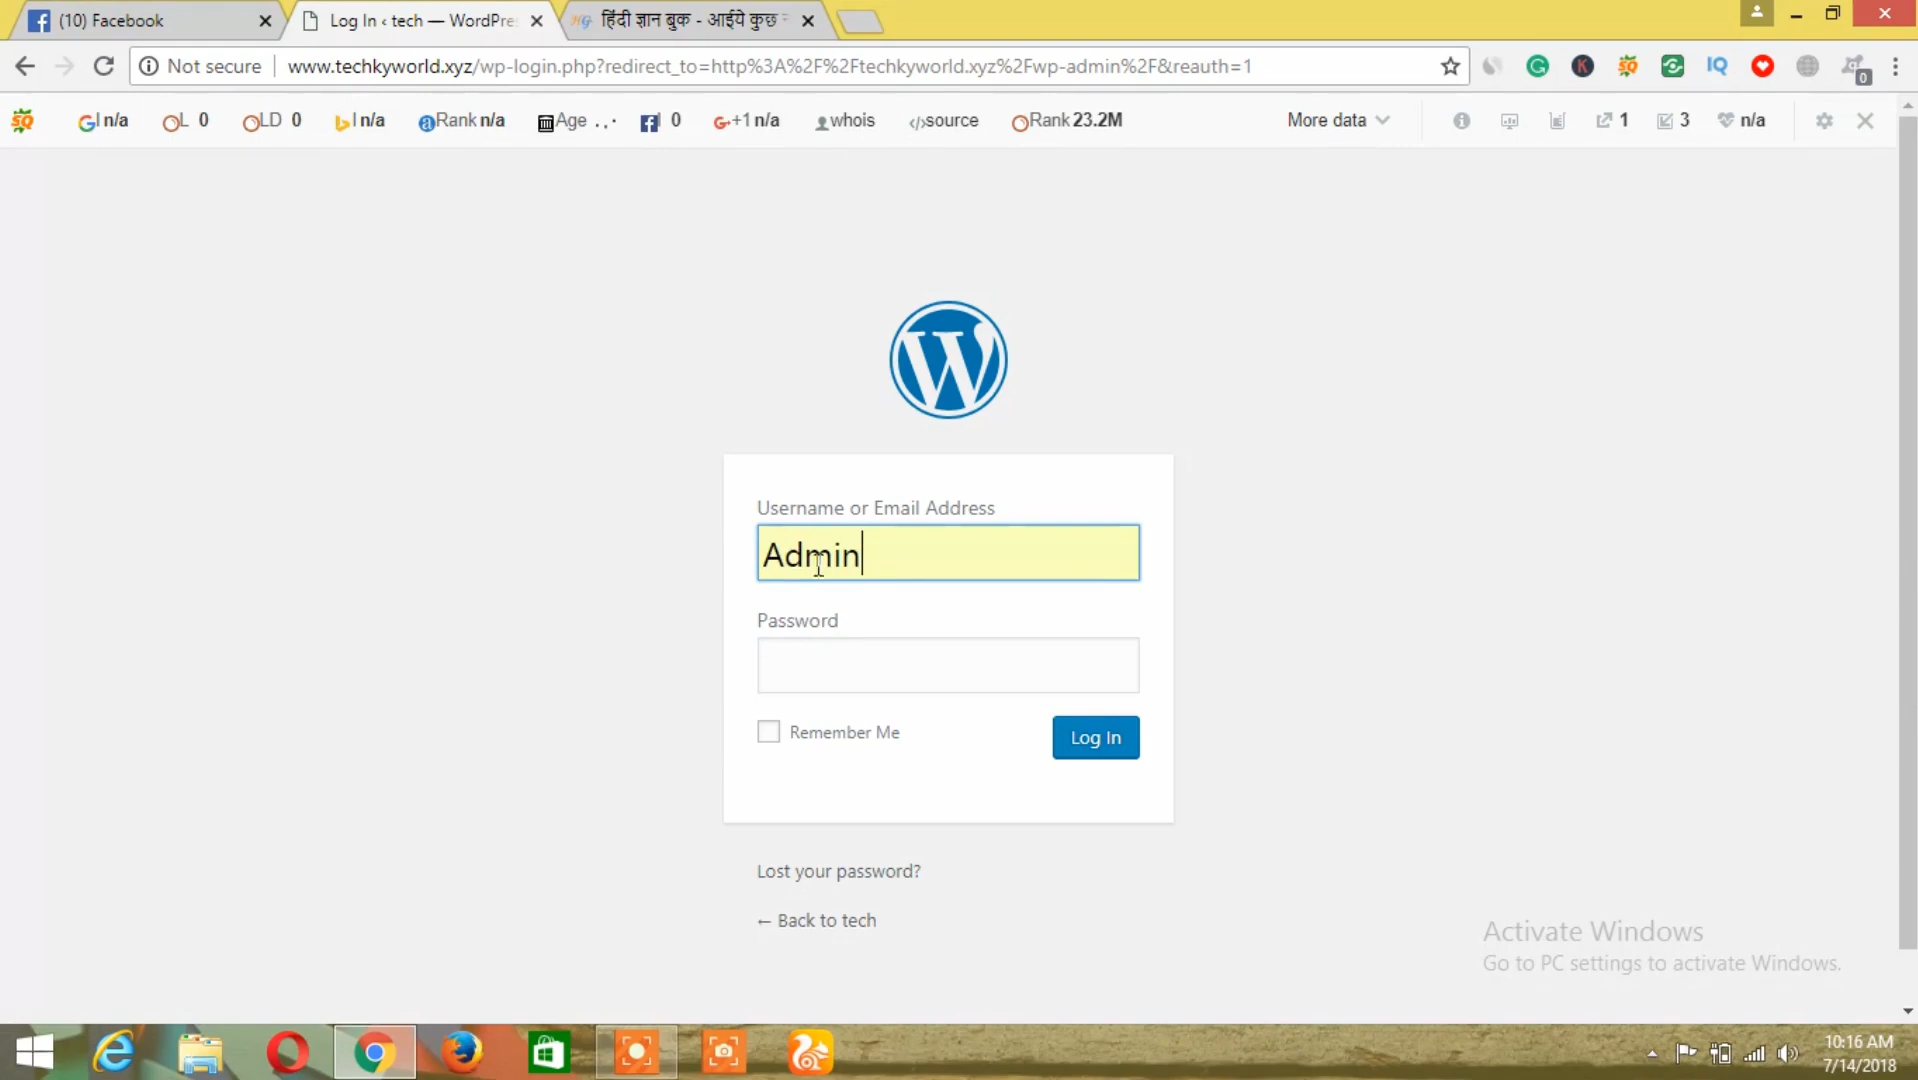 (10) Facebook
Log In ‹ tech — WordPre
हिंदी ज्ञान बुक - आईये कुछ
Not secure
www.techkyworld.xyz/wp-login.php?redirect_to=http%3A%2F%2Ftechkyworld.xyz%2Fwp-admin%2F&reauth=1
0
I n/a
L 0
LD 0
I n/a
Rank n/a
Age
0
+1 n/a
whois
source
Rank 23.2M
More data
1
3
n/a
Username or Email Address
Admin
Password
Remember Me
Log In
Lost your password?
← Back to tech
Activate Windows
Go to PC settings to activate Windows.
10:16 AM
7/14/2018